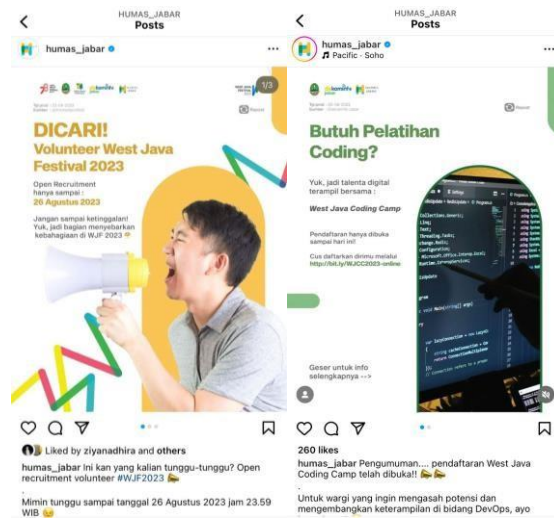 HUMAS_JABAR
Posts
humas_jabar
1/3
DICARI!
Volunteer West Java
Festival 2023
Open Recruitment
hanya sampai :
26 Agustus 2023
Jangan sampai ketinggalan!
Yuk, jadi bagian menyebarkan
kebahagiaan di WJF 2023
Liked by ziyanadhira and others
humas_jabar Ini kan yang kalian tunggu-tunggu? Open
recruitment volunteer #WJF2023
.
Mimin tunggu sampai tanggal 26 Agustus 2023 jam 23.59
WIB
HUMAS_JABAR
Posts
humas_jabar
Pacific · Soho
Butuh Pelatihan
Coding?
Yuk, jadi talenta digital
terampil bersama :
West Java Coding Camp
Pendaftaran hanya dibuka
sampai hari ini!
Cus daftarkan dirimu melalui
http://bit.ly/WJCC2023-online
Geser untuk info
selengkapnya -->
260 likes
humas_jabar Pengumuman.... pendaftaran West Java
Coding Camp telah dibuka!!
.
Untuk warga yang ingin mengasah potensi dan
mengembangkan keterampilan di bidang DevOps, ayo